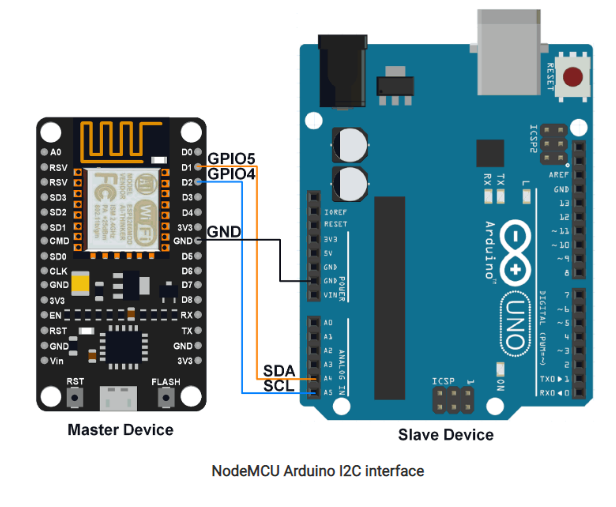 A0
RSV
RSV
SD3
SD2
SD1
CMD
SD0
CLK
GND
3V3
EN
RST
GND
Vin
D0
D1
D2
D3
D4
3V3
GND
D5
D6
D7
D8
RX
TX
GND
3V3
WiFi
FC
RST
FLASH
Master Device
GPIO5
GPIO4
GND
SDA
SCL
RESET
ICSP2
IOREF
RESET
3V3
5V
GND
GND
VIN
POWER
A0
A1
A2
A3
A4
A5
ANALOG IN
RX
TX
L
Arduino™
UNO
ON
ICSP
1
AREF
GND
13
12
~11
~10
~9
8
7
~6
~5
4
~3
2
TX0▶1
RX0◀0
DIGITAL (PWM=~)
Slave Device
NodeMCU Arduino I2C interface